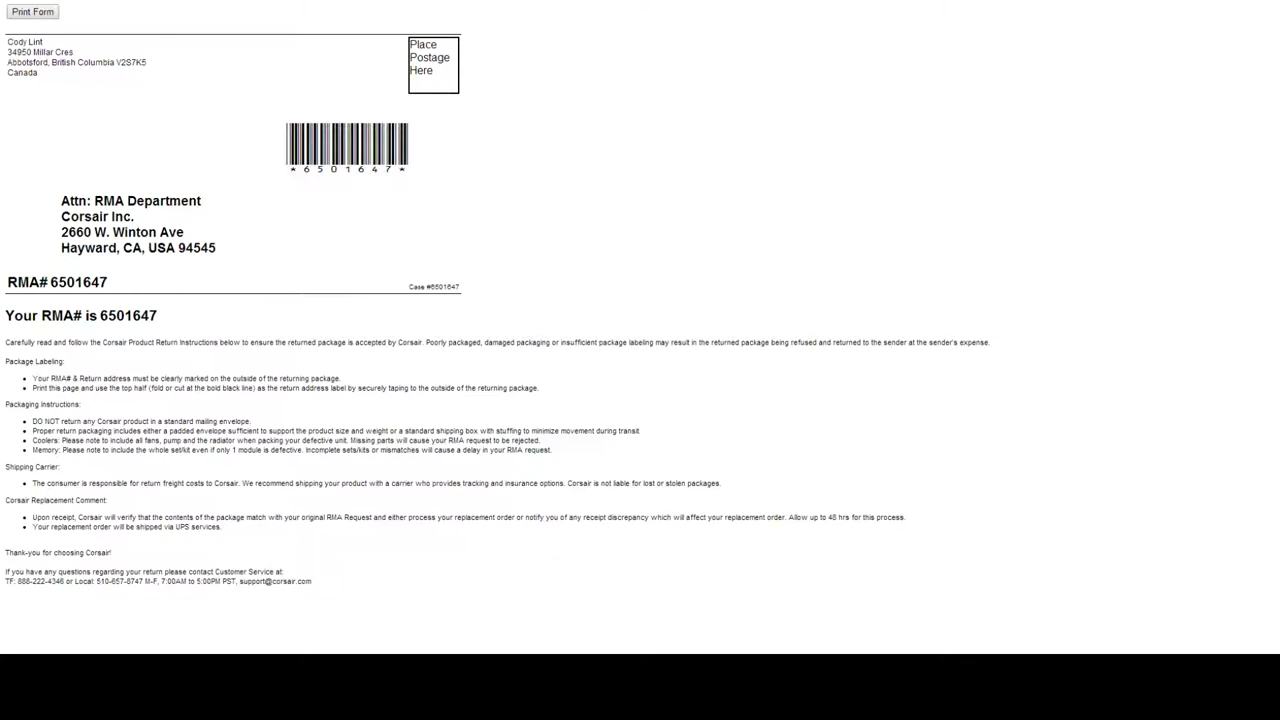 Print Form
Cody Lint
34950 Millar Cres
Abbotsford, British Columbia V2S7K5
Canada
Place
Postage
Here
*6501647*
Attn: RMA Department
Corsair Inc.
2660 W. Winton Ave
Hayward, CA, USA 94545
RMA# 6501647
Case #6501647
Your RMA# is 6501647
Carefully read and follow the Corsair Product Return Instructions below to ensure the returned package is accepted by Corsair. Poorly packaged, damaged packaging or insufficient package labeling may result in the returned package being refused and returned to the sender at the sender's expense.
Package Labeling:
Your RMA# & Return address must be clearly marked on the outside of the returning package.
Print this page and use the top half (fold or cut at the bold black line) as the return address label by securely taping to the outside of the returning package.
Packaging Instructions:
DO NOT return any Corsair product in a standard mailing envelope.
Proper return packaging includes either a padded envelope sufficient to support the product size and weight or a standard shipping box with stuffing to minimize movement during transit
Coolers: Please note to include all fans, pump and the radiator when packing your defective unit. Missing parts will cause your RMA request to be rejected.
Memory: Please note to include the whole set/kit even if only 1 module is defective. Incomplete sets/kits or mismatches will cause a delay in your RMA request.
Shipping Carrier:
The consumer is responsible for return freight costs to Corsair. We recommend shipping your product with a carrier who provides tracking and insurance options. Corsair is not liable for lost or stolen packages.
Corsair Replacement Comment:
Upon receipt, Corsair will verify that the contents of the package match with your original RMA Request and either process your replacement order or notify you of any receipt discrepancy which will affect your replacement order. Allow up to 48 hrs for this process.
Your replacement order will be shipped via UPS services.
Thank-you for choosing Corsair!
If you have any questions regarding your return please contact Customer Service at:
TF: 888-222-4346 or Local: 510-657-8747 M-F, 7:00AM to 5:00PM PST, support@corsair.com